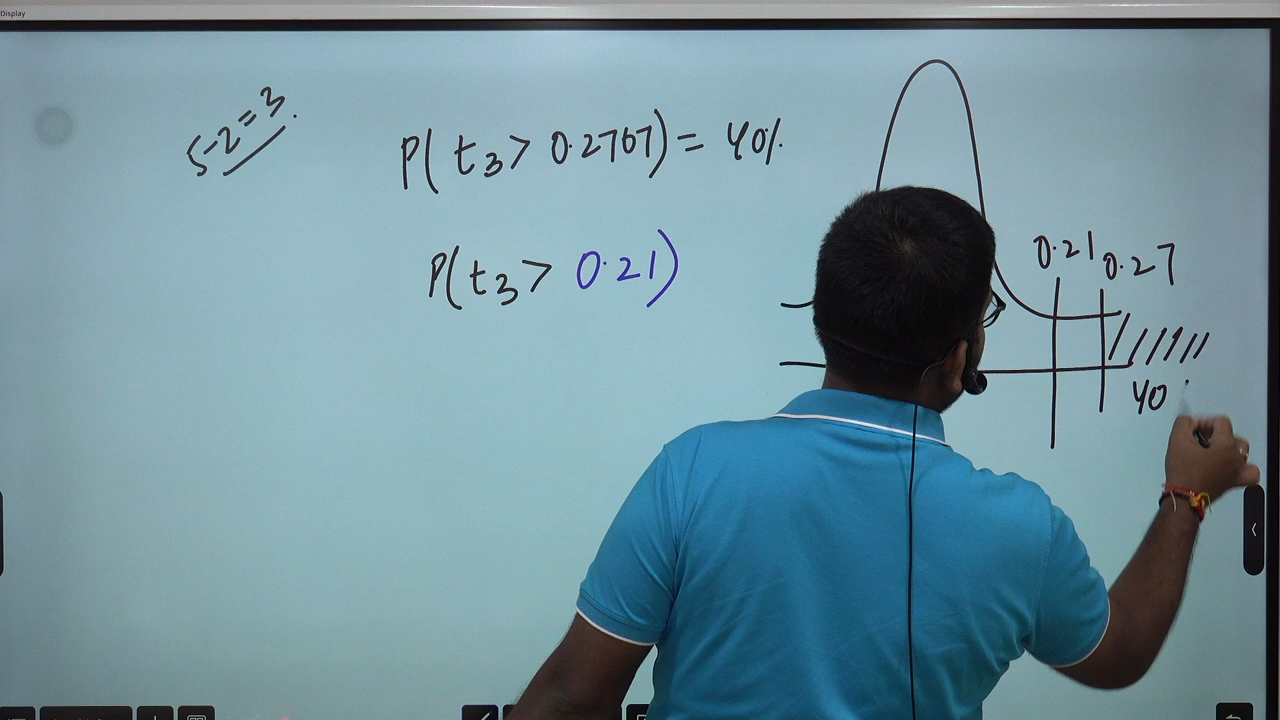 Display
5-2=3.
P(t₃ > 0.2767) = 40%
P(t₃ > 0.21)
0.21 0.27
40